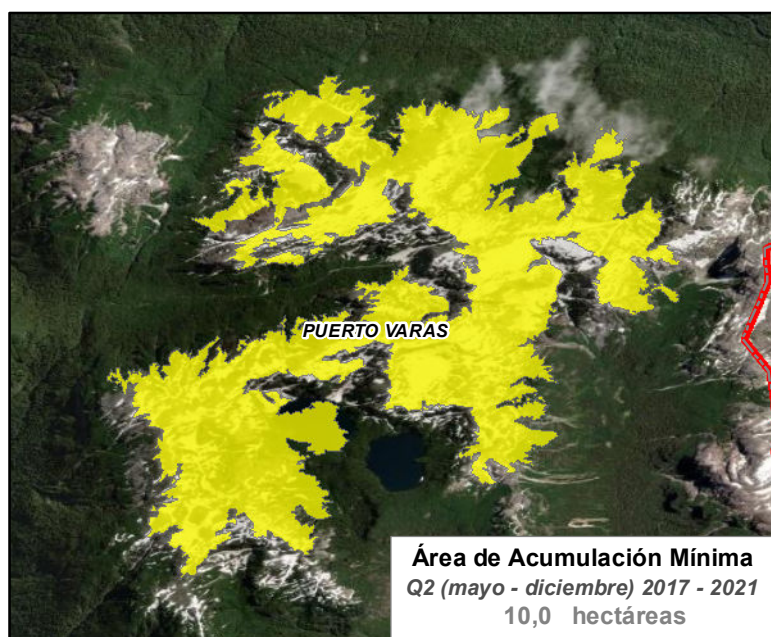 PUERTO VARAS
Área de Acumulación Mínima
Q2 (mayo - diciembre) 2017 - 2021
10,0 hectáreas